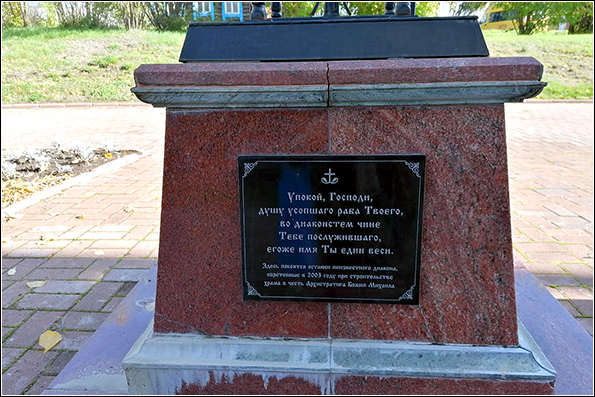 Упокой, Господи,
душу усопшаго раба Твоего,
во диаконстем чине
Тебе послужившаго,
егоже имя Ты един веси.
Здесь покоятся останки неизвестного диакона,
обретенные в 2003 году при строительстве
храма в честь Архистратига Божия Михаила